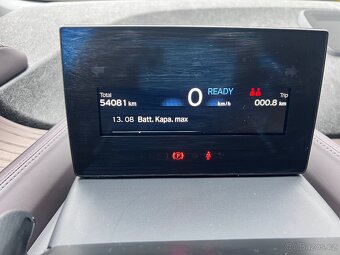 Total
54081 km
0
km/h
READY
Trip
000.8 km
13. 08 Batt. Kapa. max
P